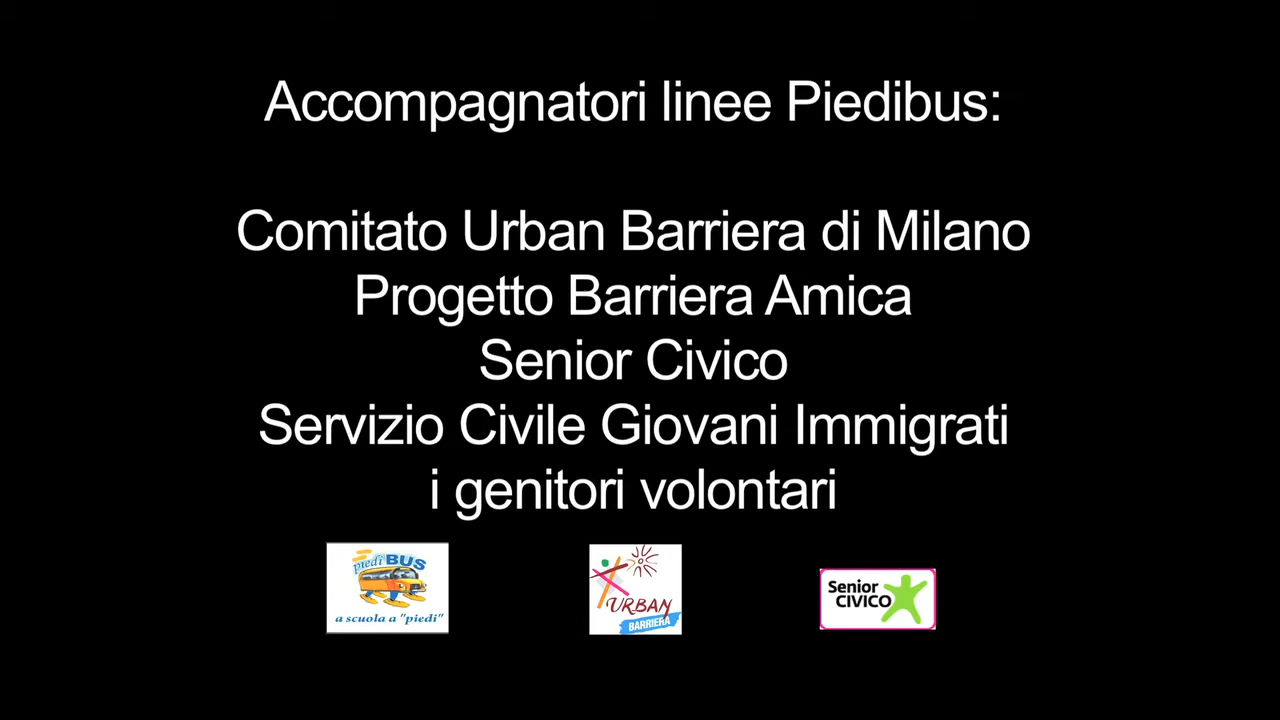 Accompagnatori linee Piedibus:
Comitato Urban Barriera di Milano
Progetto Barriera Amica
Senior Civico
Servizio Civile Giovani Immigrati
i genitori volontari
piedi BUS
a scuola a "piedi"
URBAN
BARRIERA
Senior
CIVICO